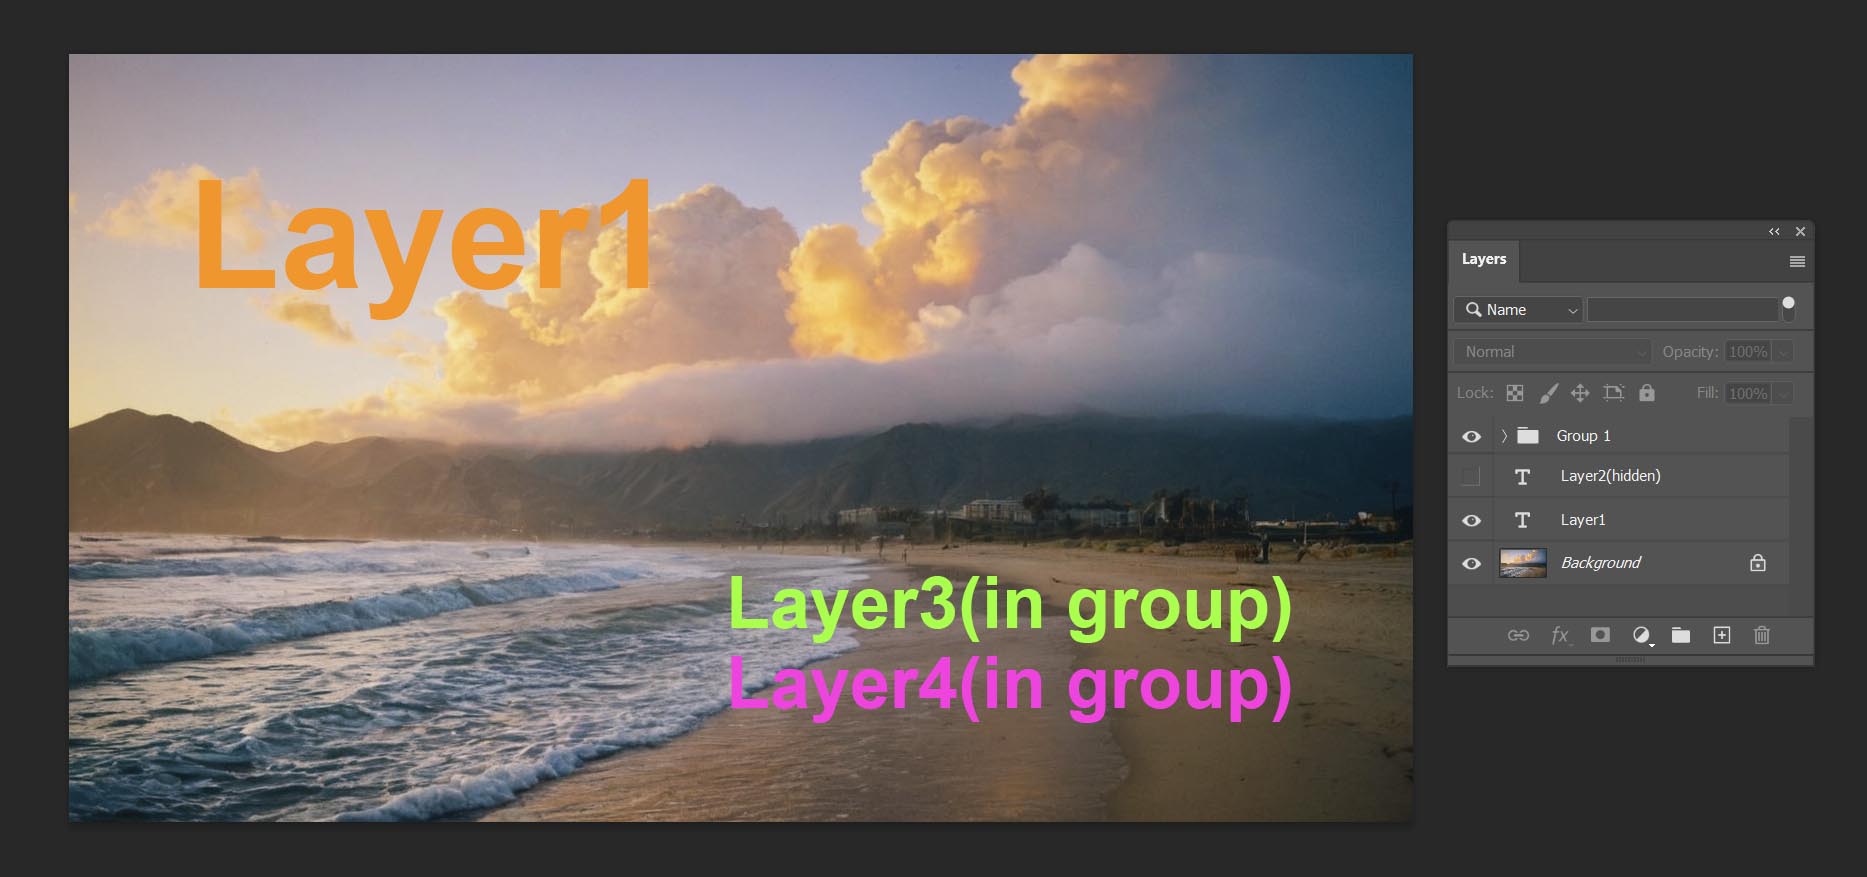 Layer1
Layer3(in group)
Layer4(in group)
Layers
Name
Normal Opacity: 100%
Lock: Fill: 100%
Group 1
Layer2(hidden)
Layer1
Background
fx